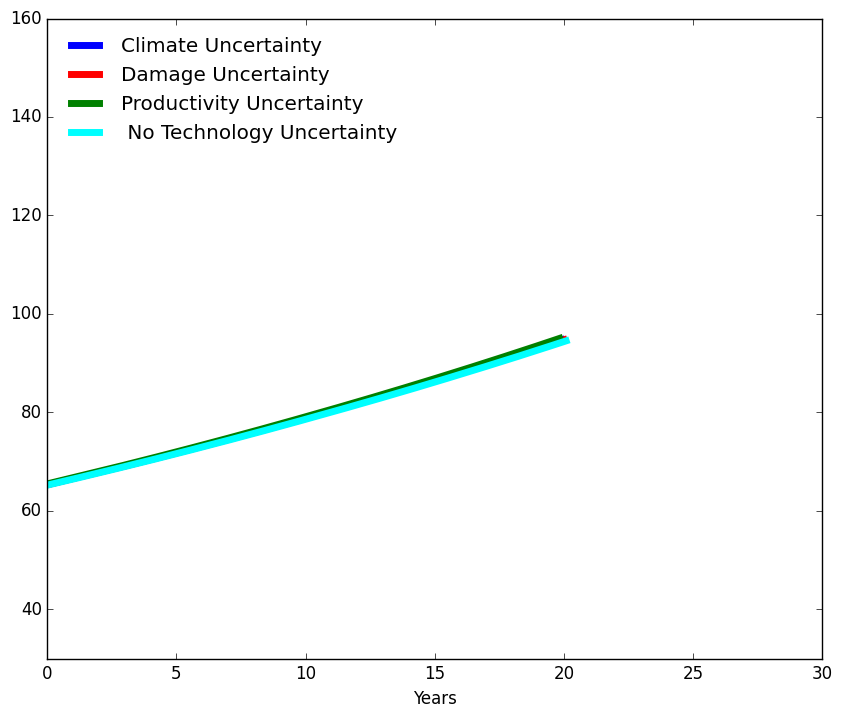 160
Climate Uncertainty
Damage Uncertainty
Productivity Uncertainty
No Technology Uncertainty
140
120
100
80
60
40
0 5 10 15 20 25 30
Years